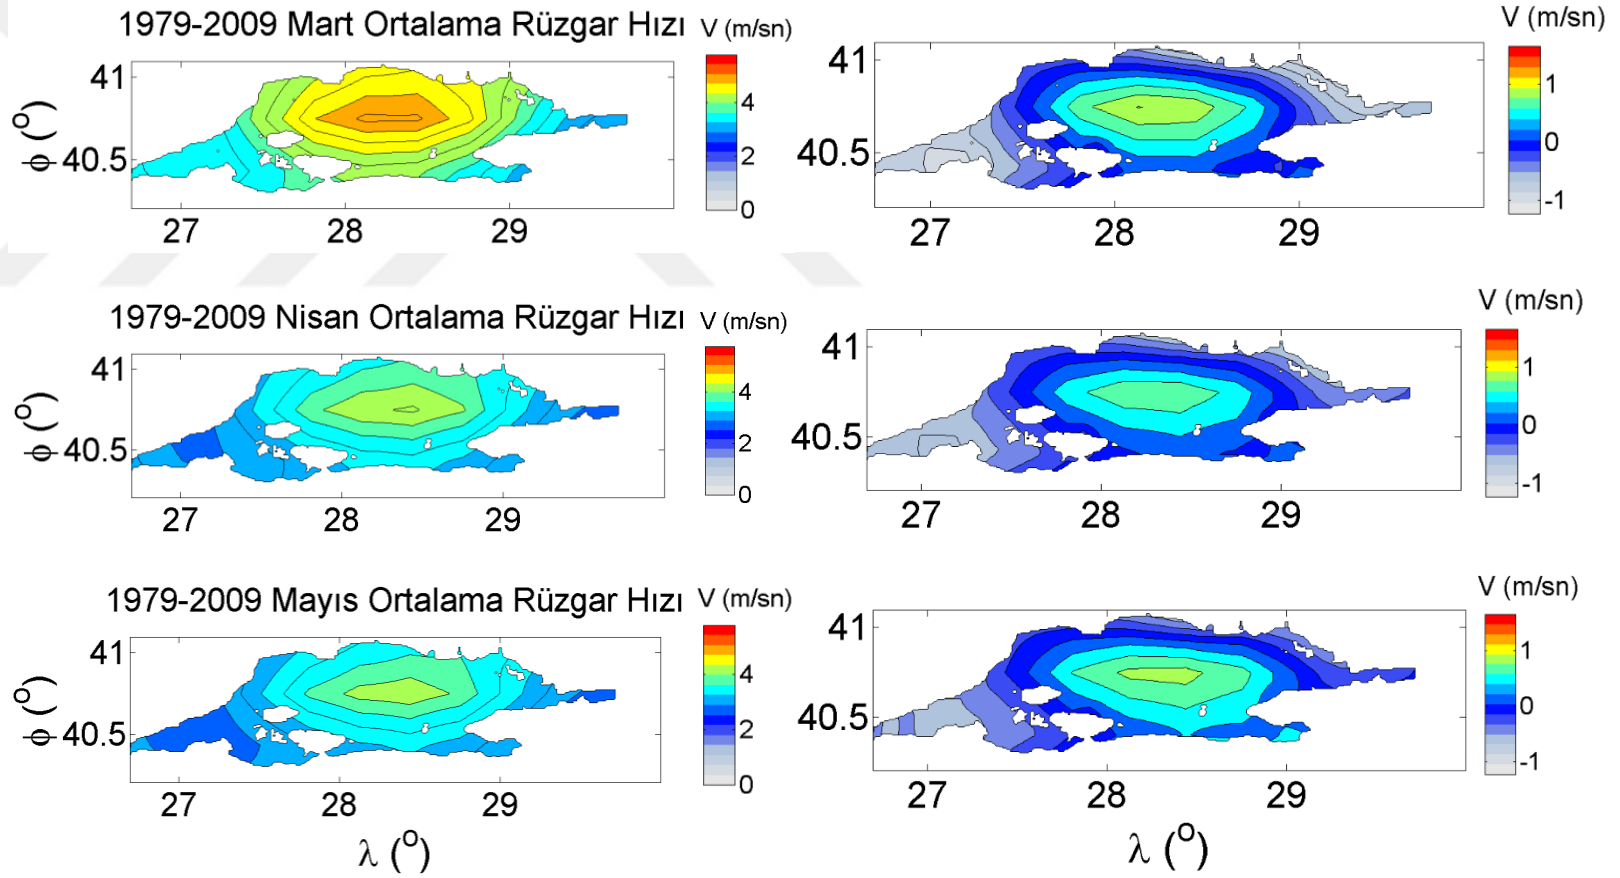 1979-2009 Mart Ortalama Rüzgar Hızı V (m/sn)
V (m/sn)
41
40.5
ϕ (°)
27 28 29
4
2
0
41
40.5
27 28 29
1
0
-1
1979-2009 Nisan Ortalama Rüzgar Hızı V (m/sn)
V (m/sn)
41
40.5
ϕ (°)
27 28 29
4
2
0
41
40.5
27 28 29
1
0
-1
1979-2009 Mayıs Ortalama Rüzgar Hızı V (m/sn)
V (m/sn)
41
40.5
ϕ (°)
27 28 29
λ (°)
4
2
0
41
40.5
27 28 29
λ (°)
1
0
-1